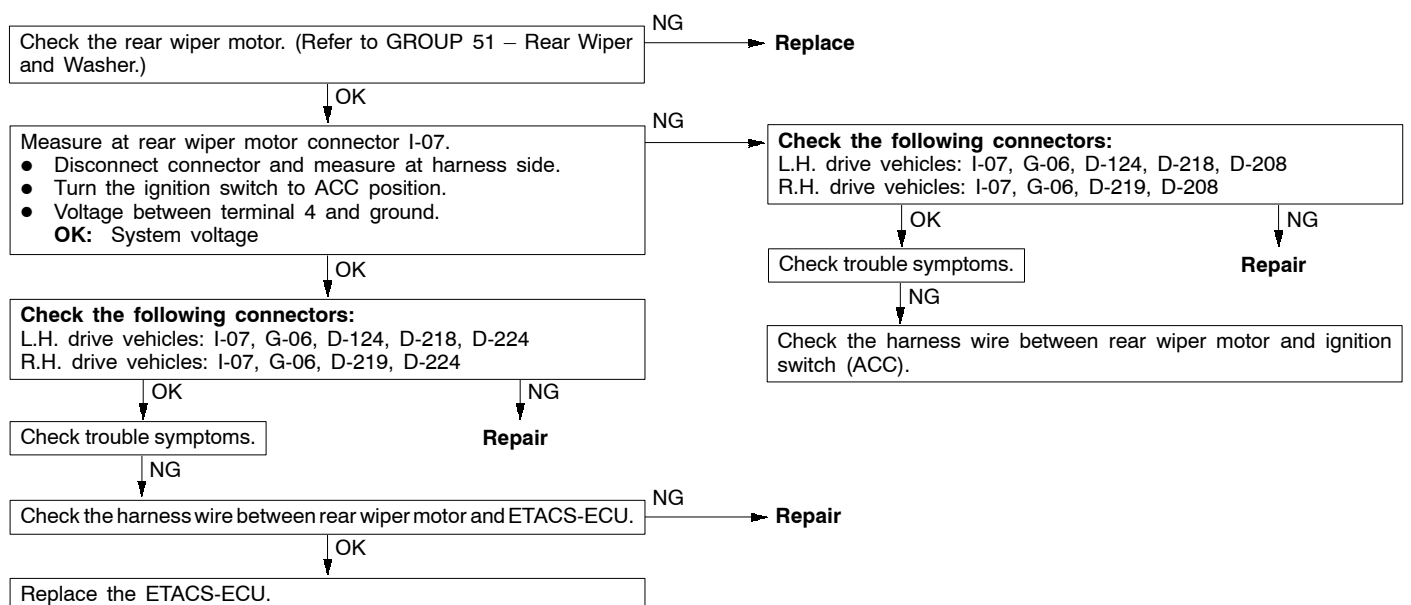 Check the rear wiper motor. (Refer to GROUP 51 – Rear Wiper
and Washer.)
NG
Replace
OK
Measure at rear wiper motor connector I-07.
● Disconnect connector and measure at harness side.
● Turn the ignition switch to ACC position.
● Voltage between terminal 4 and ground.
OK: System voltage
NG
Check the following connectors:
L.H. drive vehicles: I-07, G-06, D-124, D-218, D-208
R.H. drive vehicles: I-07, G-06, D-219, D-208
OK
NG
Check trouble symptoms.
Repair
NG
Check the harness wire between rear wiper motor and ignition
switch (ACC).
OK
Check the following connectors:
L.H. drive vehicles: I-07, G-06, D-124, D-218, D-224
R.H. drive vehicles: I-07, G-06, D-219, D-224
OK
NG
Check trouble symptoms.
Repair
NG
Check the harness wire between rear wiper motor and ETACS-ECU.
NG
Repair
OK
Replace the ETACS-ECU.